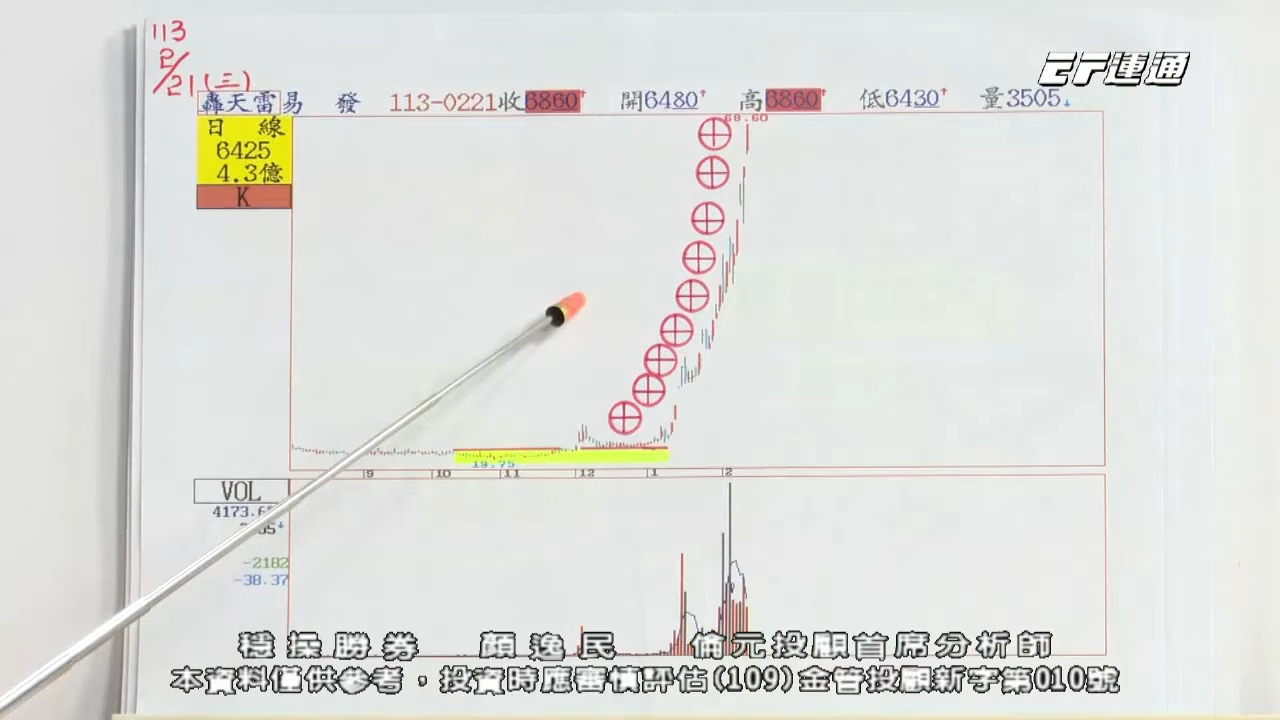 113
2/21(三)
EF運通
轟天雷易 發 113-0221收6860↑ 開6480↑ 高6860↑ 低6430↑ 量3505↓
日 線
6425
4.3億
K
68.60
19.75
9 10 11 12 1 2
VOL
-2182
-38.37
穩操勝券 顏逸民 倫元投顧首席分析師
本資料僅供參考,投資時應審慎評估(109)金管投顧新字第010號